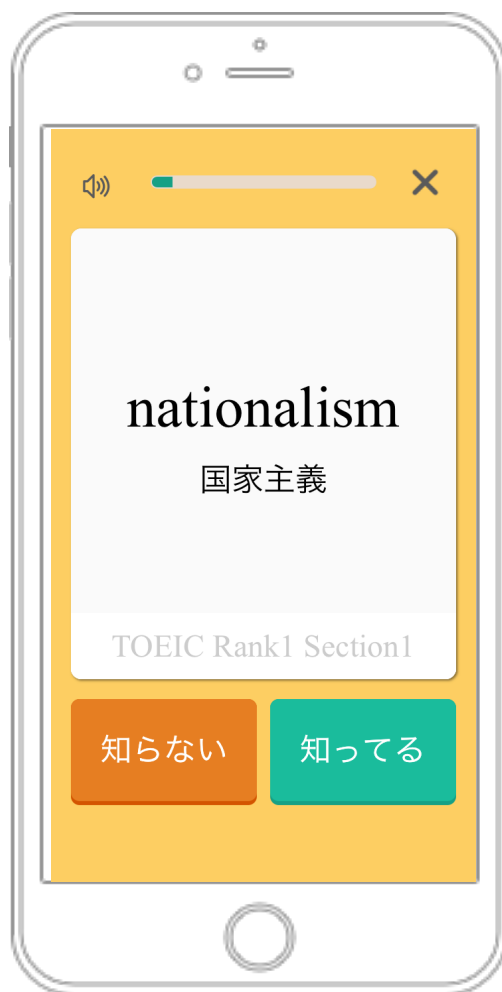 nationalism
国家主義
TOEIC Rank1 Section1
知らない
知ってる